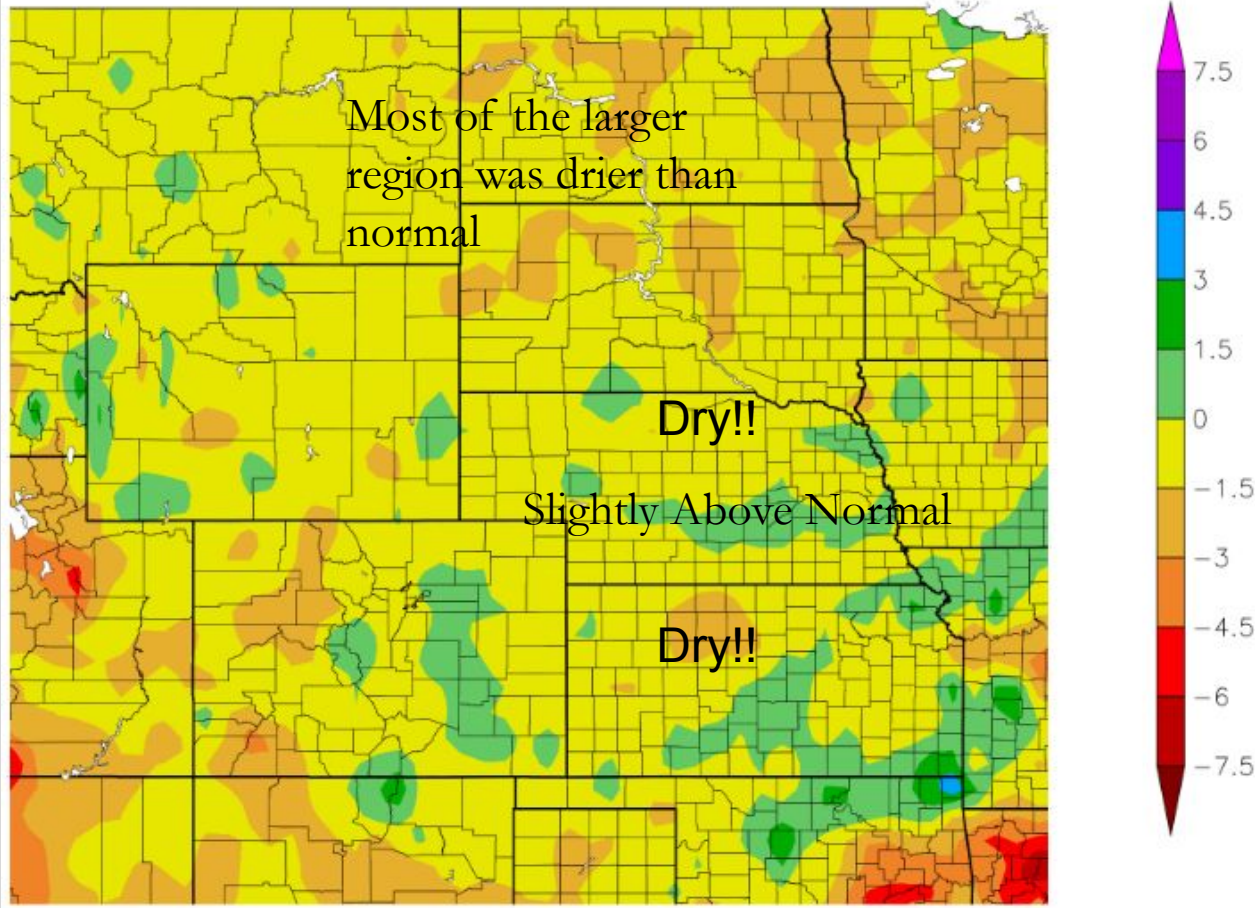 Most of the larger
region was drier than
normal
Dry!!
Slightly Above Normal
Dry!!
7.5
6
4.5
3
1.5
0
−1.5
−3
−4.5
−6
−7.5